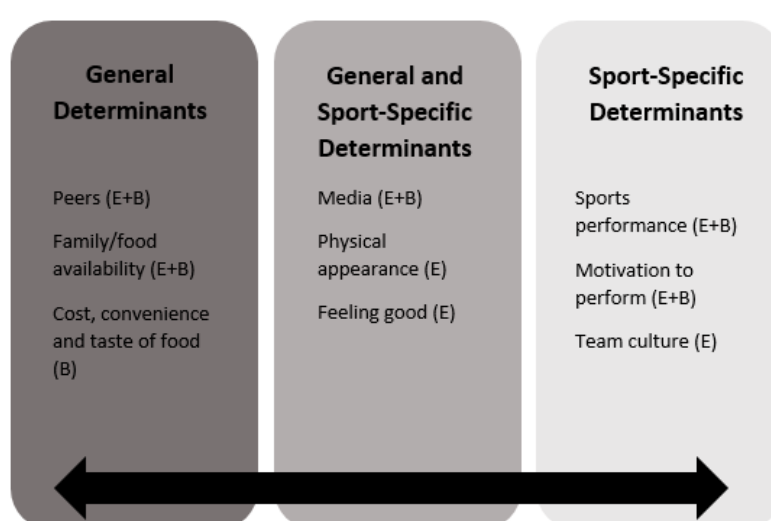 General
Determinants
Peers (E+B)
Family/food
availability (E+B)
Cost, convenience
and taste of food
(B)
General and
Sport-Specific
Determinants
Media (E+B)
Physical
appearance (E)
Feeling good (E)
Sport-Specific
Determinants
Sports
performance (E+B)
Motivation to
perform (E+B)
Team culture (E)